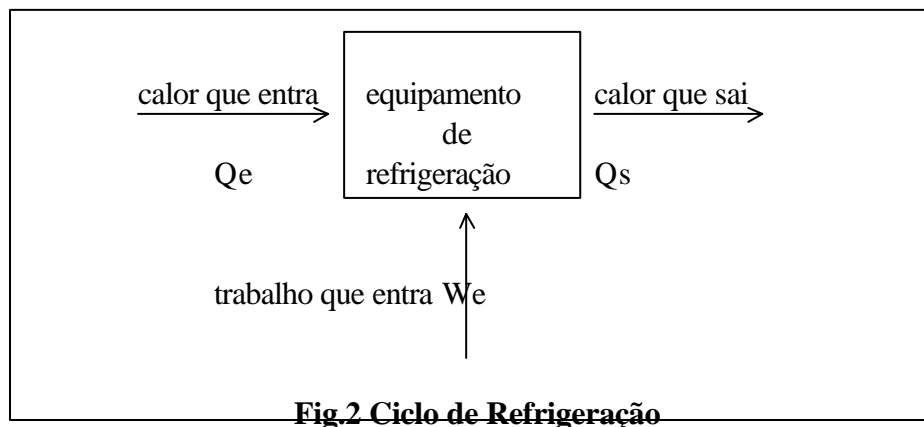 calor que entra equipamento calor que sai
de
Qe refrigeração Qs
trabalho que entra We
Fig.2 Ciclo de Refrigeração